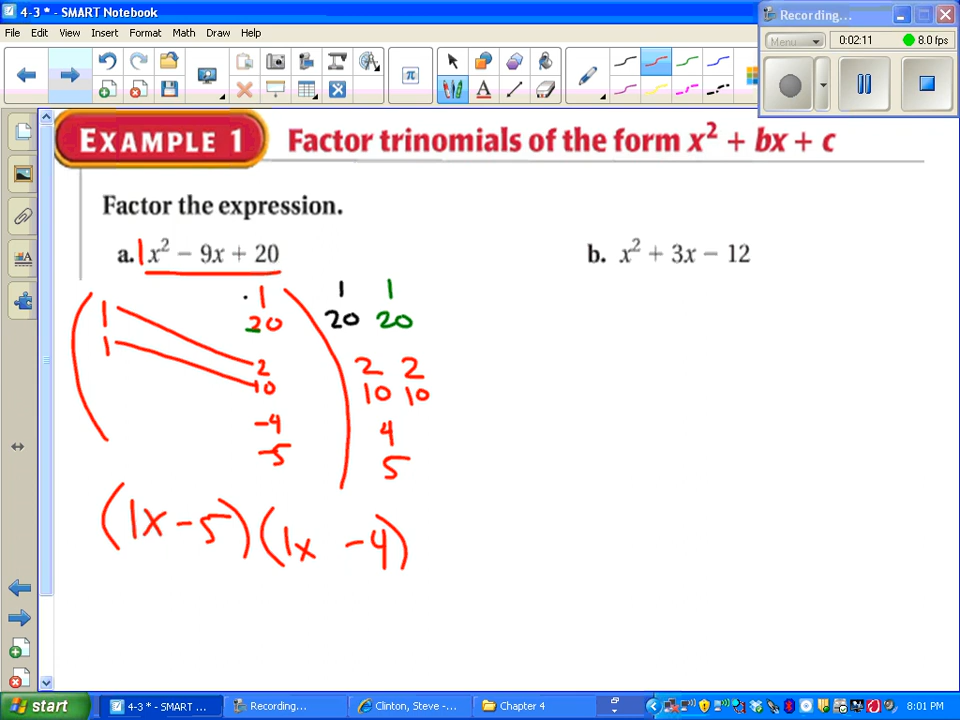 4-3 * - SMART Notebook
File Edit View Insert Format Math Draw Help
Recording...
Menu 0:02:11 8.0 fps
EXAMPLE 1 Factor trinomials of the form x² + bx + c
Factor the expression.
a. 1x² − 9x + 20
b. x² + 3x − 12
1 1 1 1
1 20 20 20
2 2 2
10 10 10
-4 4
-5 5
(1x - 5)(1x - 4)
start 4-3 * - SMART ... Recording... Clinton, Steve -... Chapter 4 8:01 PM